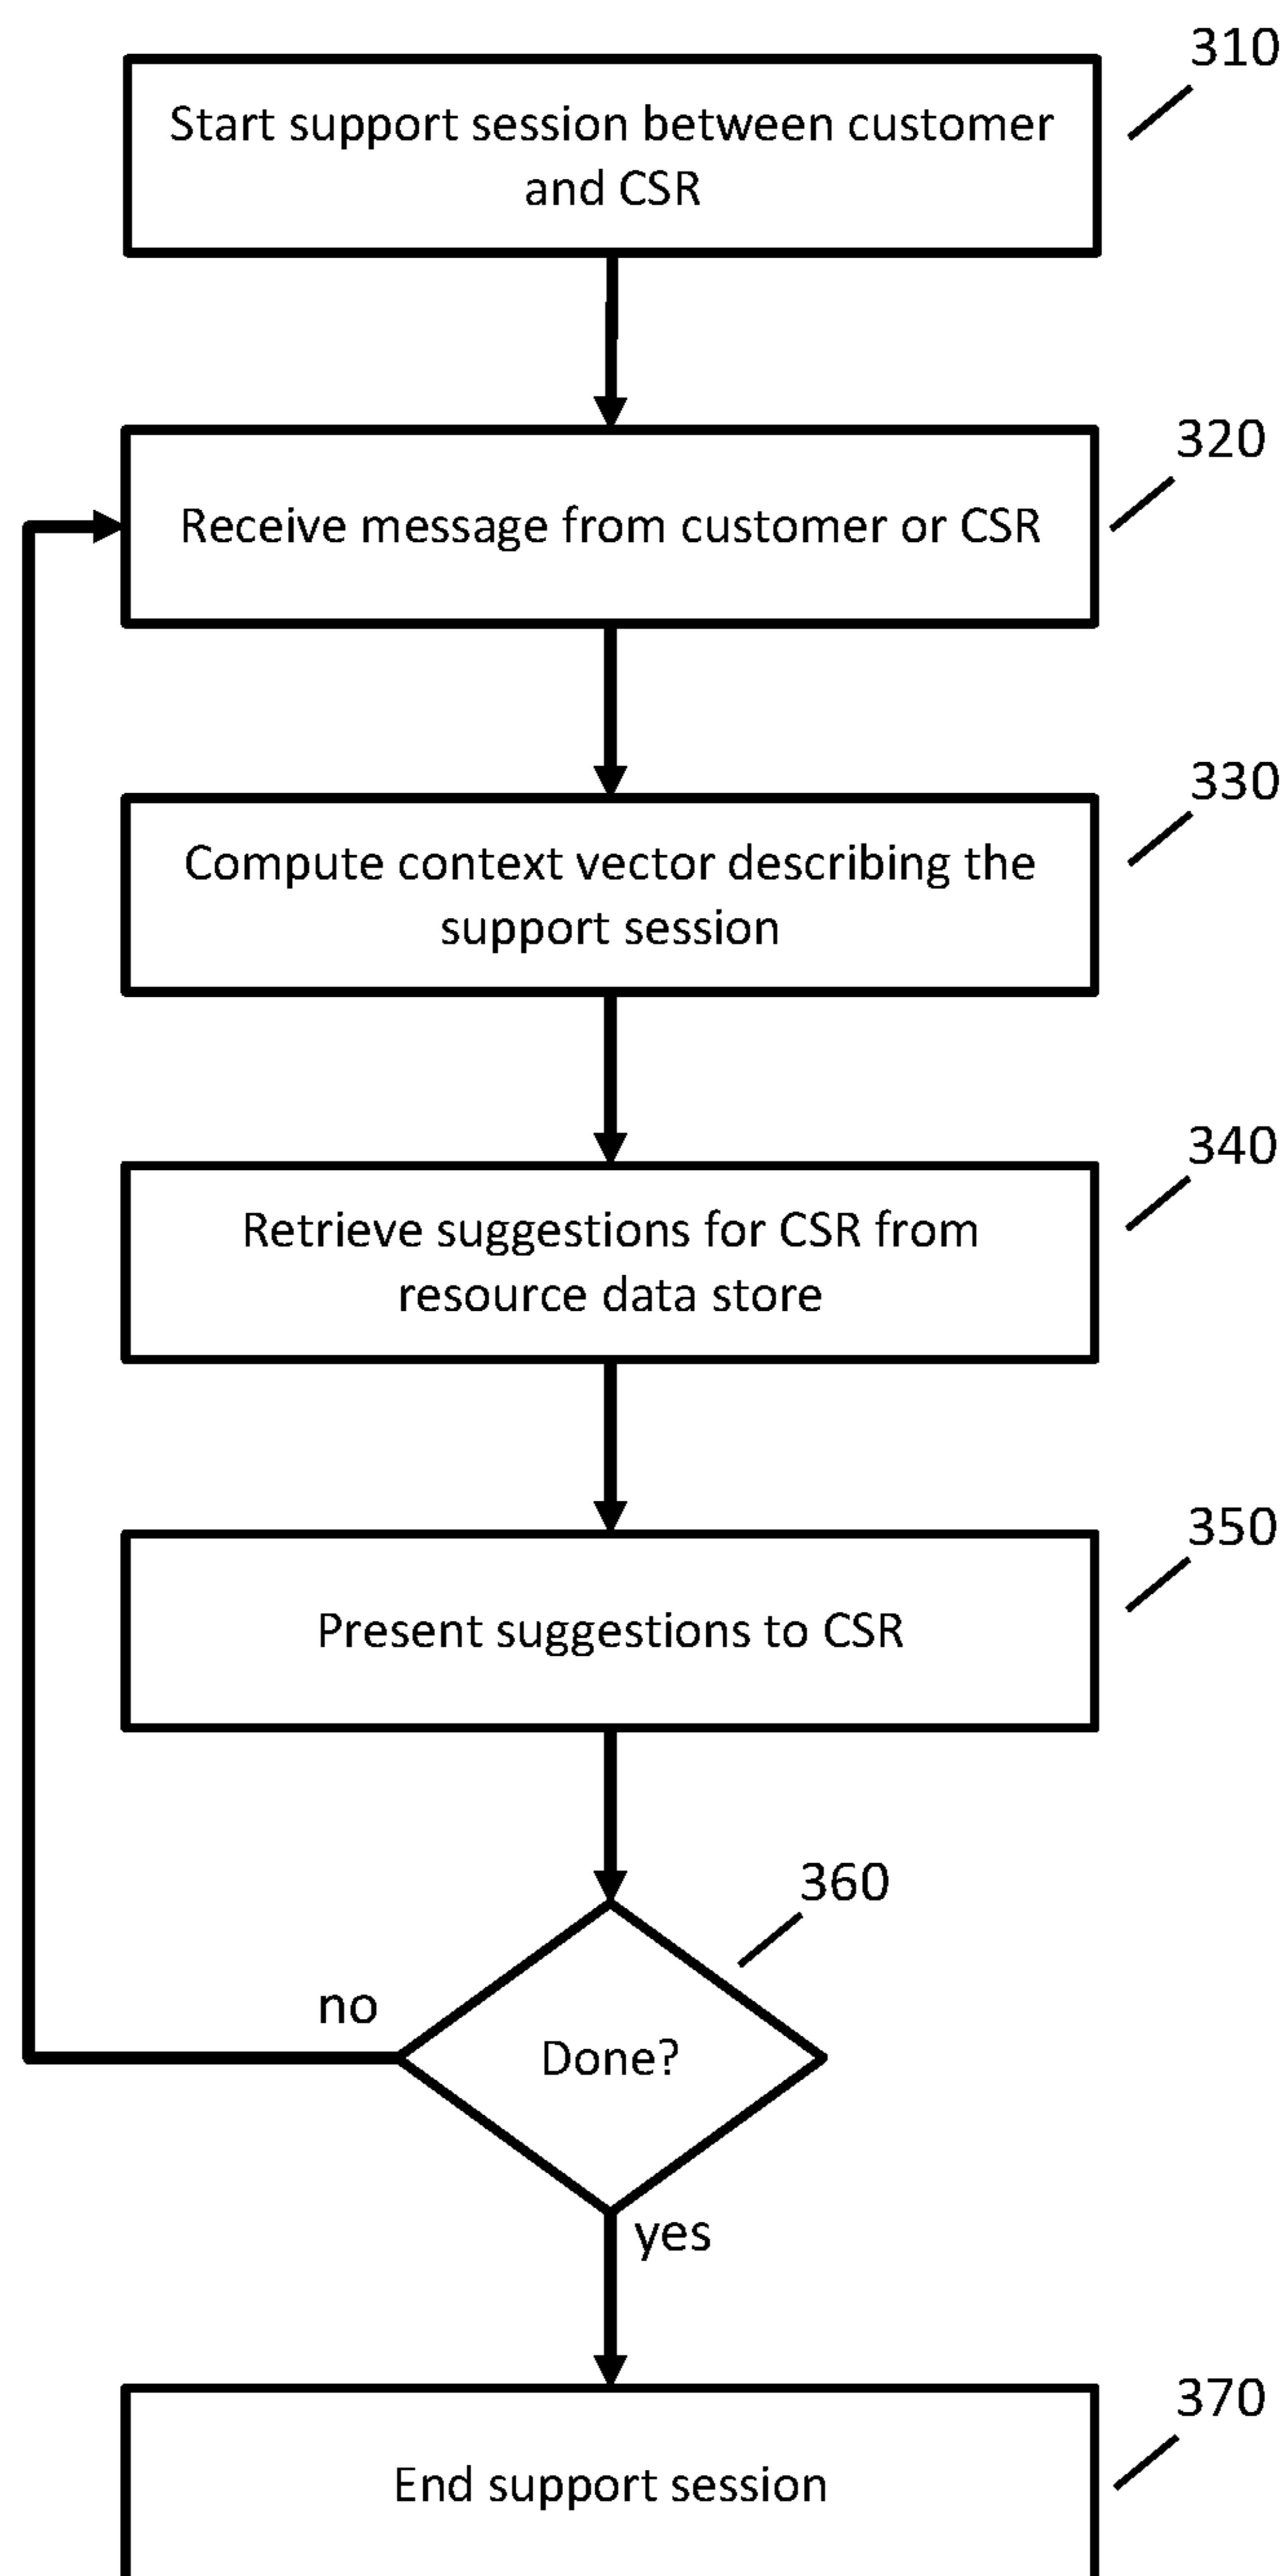 310
Start support session between customer
and CSR
320
Receive message from customer or CSR
330
Compute context vector describing the
support session
340
Retrieve suggestions for CSR from
resource data store
350
Present suggestions to CSR
360
no
Done?
yes
370
End support session